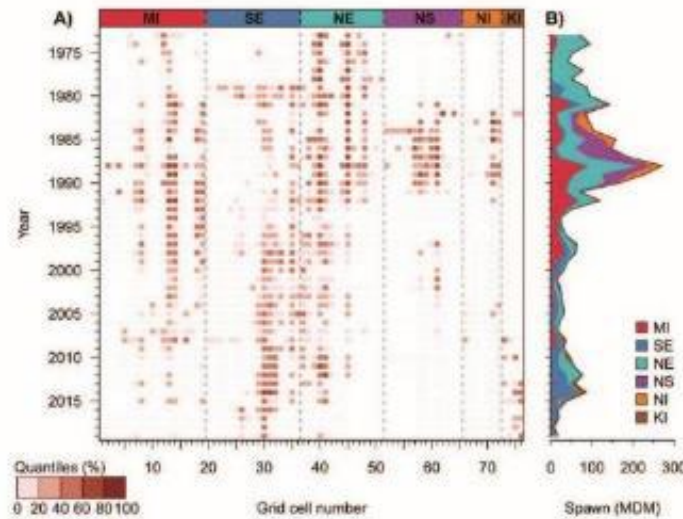 A) MI SE NE NS NI KI B)
1975
1980
1985
1990
1995
2000
2005
2010
2015
Year
MI
SE
NE
NS
NI
KI
10 20 30 40 50 60 70
0 100 200 300
Quantiles (%)
0 20 40 60 80 100
Grid cell number
Spawn (MDM)